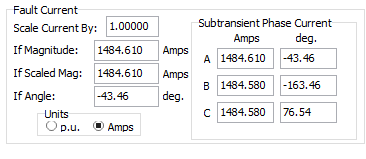 Fault Current
Scale Current By: 1.00000
If Magnitude: 1484.610 Amps
If Scaled Mag: 1484.610 Amps
If Angle: -43.46 deg.
Units
p.u. Amps
Subtransient Phase Current
Amps deg.
A 1484.610 -43.46
B 1484.580 -163.46
C 1484.580 76.54